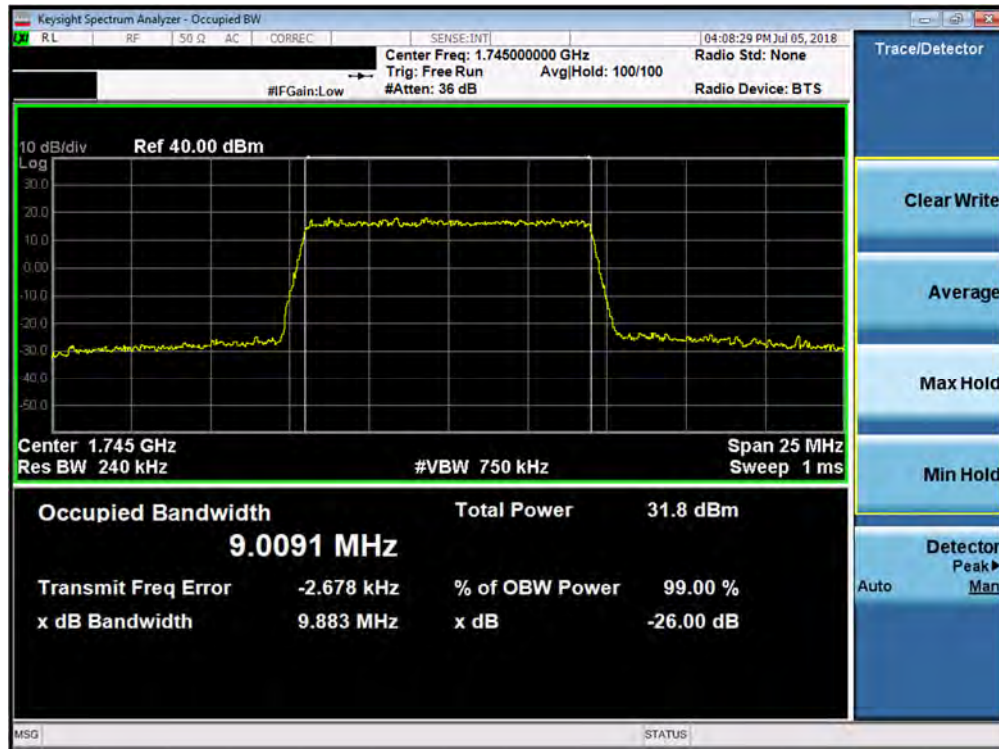 Keysight Spectrum Analyzer - Occupied BW
LXI RL RF 50 Ω AC CORREC SENSE:INT 04:08:29 PM Jul 05, 2018
Center Freq: 1.745000000 GHz Radio Std: None
Trig: Free Run Avg|Hold: 100/100
#IFGain:Low #Atten: 36 dB Radio Device: BTS
10 dB/div Ref 40.00 dBm
Log
30.0
20.0
10.0
0.00
-10.0
-20.0
-30.0
-40.0
-50.0
Center 1.745 GHz Span 25 MHz
Res BW 240 kHz #VBW 750 kHz Sweep 1 ms
Occupied Bandwidth Total Power 31.8 dBm
9.0091 MHz
Transmit Freq Error -2.678 kHz % of OBW Power 99.00 %
x dB Bandwidth 9.883 MHz x dB -26.00 dB
MSG STATUS
Trace/Detector
Clear Write
Average
Max Hold
Min Hold
Detector
Peak▶
Auto Man